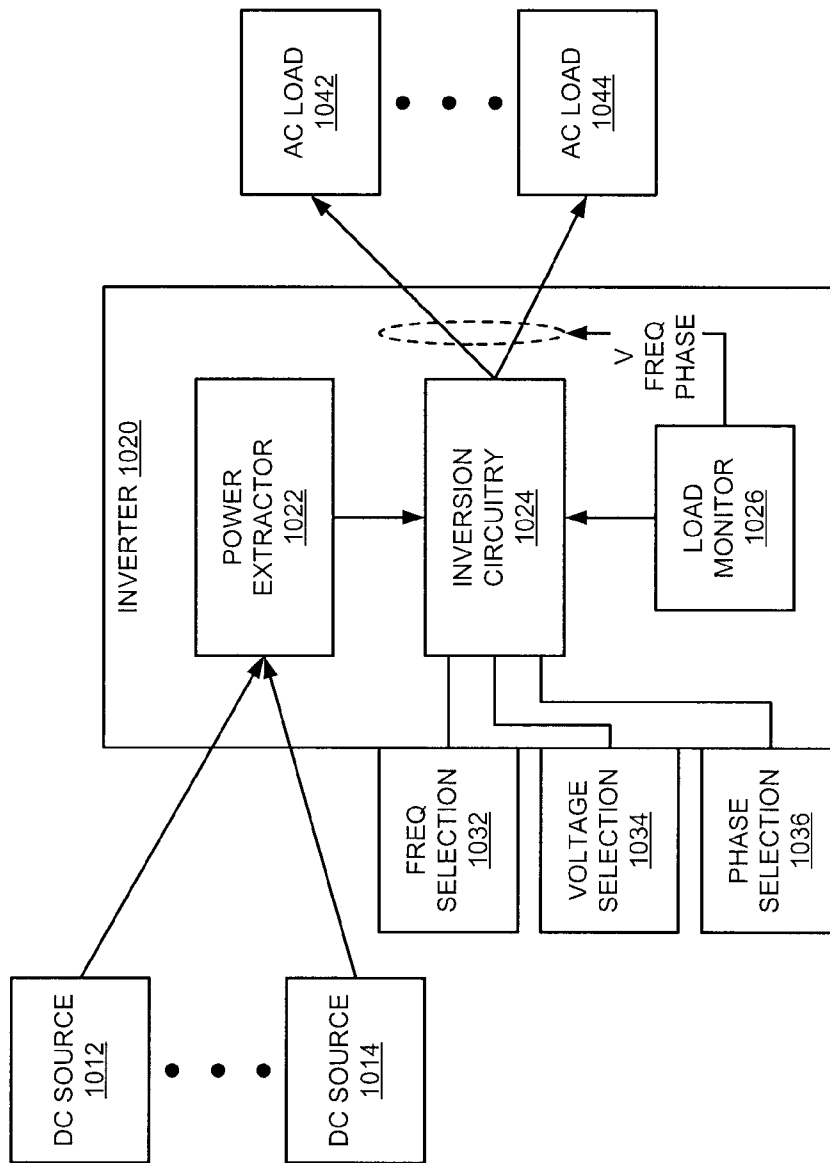 DC SOURCE
1012
DC SOURCE
1014
INVERTER 1020
POWER
EXTRACTOR
1022
INVERSION
CIRCUITRY
1024
LOAD
MONITOR
1026
V
FREQ
PHASE
FREQ
SELECTION
1032
VOLTAGE
SELECTION
1034
PHASE
SELECTION
1036
AC LOAD
1042
AC LOAD
1044